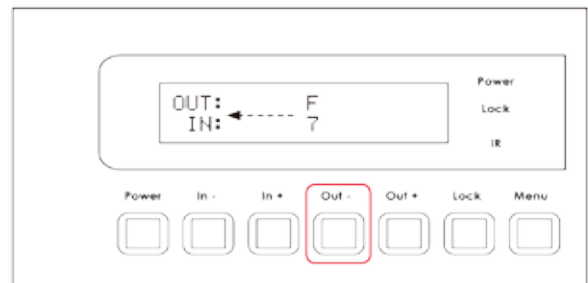 Power
OUT: F
Lock
IN: 7
IR
Power In - In + Out - Out + Lock Menu